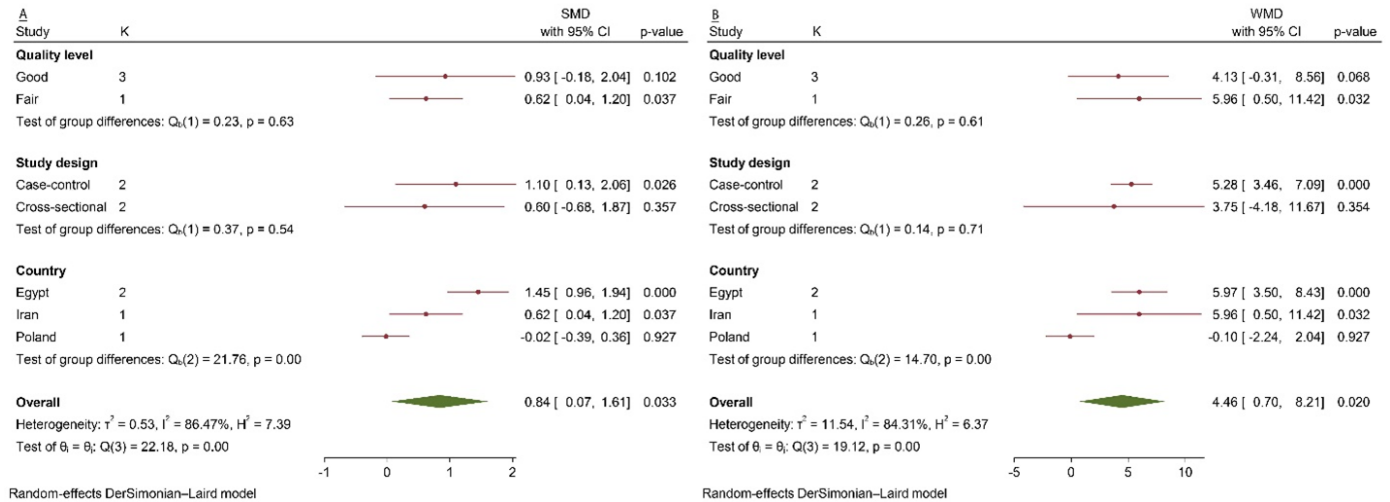 A
SMD
Study K with 95% CI p-value
Quality level
Good 3 0.93 [ -0.18, 2.04] 0.102
Fair 1 0.62 [ 0.04, 1.20] 0.037
Test of group differences: Q_b(1) = 0.23, p = 0.63
Study design
Case-control 2 1.10 [ 0.13, 2.06] 0.026
Cross-sectional 2 0.60 [ -0.68, 1.87] 0.357
Test of group differences: Q_b(1) = 0.37, p = 0.54
Country
Egypt 2 1.45 [ 0.96, 1.94] 0.000
Iran 1 0.62 [ 0.04, 1.20] 0.037
Poland 1 -0.02 [ -0.39, 0.36] 0.927
Test of group differences: Q_b(2) = 21.76, p = 0.00
Overall 0.84 [ 0.07, 1.61] 0.033
Heterogeneity: τ² = 0.53, I² = 86.47%, H² = 7.39
Test of θᵢ = θⱼ: Q(3) = 22.18, p = 0.00
-1 0 1 2
Random-effects DerSimonian–Laird model
B
WMD
Study K with 95% CI p-value
Quality level
Good 3 4.13 [ -0.31, 8.56] 0.068
Fair 1 5.96 [ 0.50, 11.42] 0.032
Test of group differences: Q_b(1) = 0.26, p = 0.61
Study design
Case-control 2 5.28 [ 3.46, 7.09] 0.000
Cross-sectional 2 3.75 [ -4.18, 11.67] 0.354
Test of group differences: Q_b(1) = 0.14, p = 0.71
Country
Egypt 2 5.97 [ 3.50, 8.43] 0.000
Iran 1 5.96 [ 0.50, 11.42] 0.032
Poland 1 -0.10 [ -2.24, 2.04] 0.927
Test of group differences: Q_b(2) = 14.70, p = 0.00
Overall 4.46 [ 0.70, 8.21] 0.020
Heterogeneity: τ² = 11.54, I² = 84.31%, H² = 6.37
Test of θᵢ = θⱼ: Q(3) = 19.12, p = 0.00
-5 0 5 10
Random-effects DerSimonian–Laird model